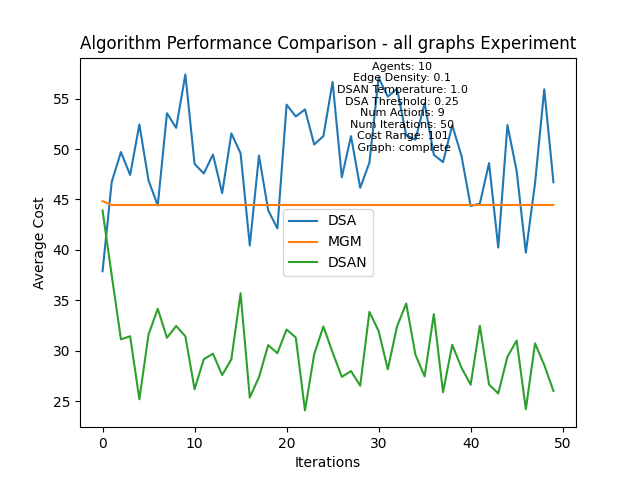 Algorithm Performance Comparison - all graphs Experiment
Agents: 10
Edge Density: 0.1
DSAN Temperature: 1.0
DSA Threshold: 0.25
Num Actions: 9
Num Iterations: 50
Cost Range: 101
Graph: complete
Average Cost
55
50
45
40
35
30
25
DSA
MGM
DSAN
0
10
20
30
40
50
Iterations